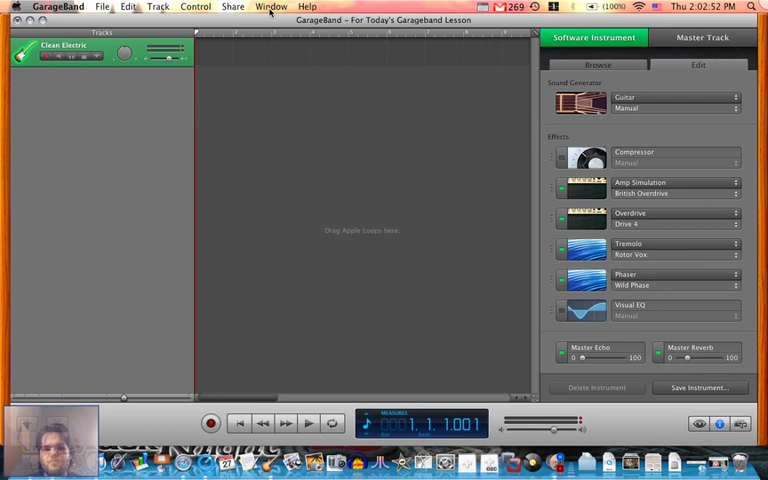 GarageBand File Edit Track Control Share Window Help 269 (100%) Thu 2:02:52 PM
GarageBand - For Today's Garageband Lesson
Tracks
Clean Electric
Drag Apple Loops here.
Software Instrument Master Track
Browse Edit
Sound Generator
Guitar
Manual
Effects
Compressor
Manual
Amp Simulation
British Overdrive
Overdrive
Drive 4
Tremolo
Rotor Vox
Phaser
Wild Phase
Visual EQ
Manual
Master Echo Master Reverb
0 100 0 100
Delete Instrument Save Instrument...
MEASURES
1. 1. 1.001
bar beat
27